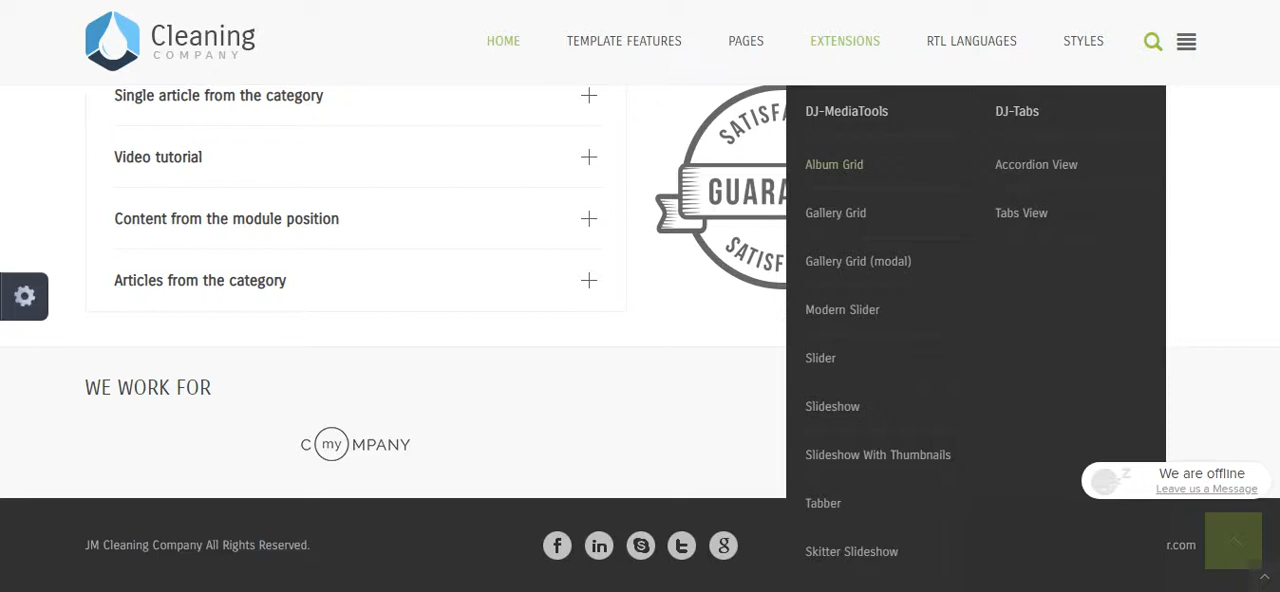 Cleaning
COMPANY
HOME
TEMPLATE FEATURES
PAGES
EXTENSIONS
RTL LANGUAGES
STYLES
Single article from the category
Video tutorial
Content from the module position
Articles from the category
SATISFA
GUARA
SATISF
DJ-MediaTools
DJ-Tabs
Album Grid
Accordion View
Gallery Grid
Tabs View
Gallery Grid (modal)
Modern Slider
Slider
Slideshow
Slideshow With Thumbnails
Tabber
Skitter Slideshow
WE WORK FOR
C my MPANY
Z
We are offline
Leave us a Message
JM Cleaning Company All Rights Reserved.
f
in
S
t
g
r.com